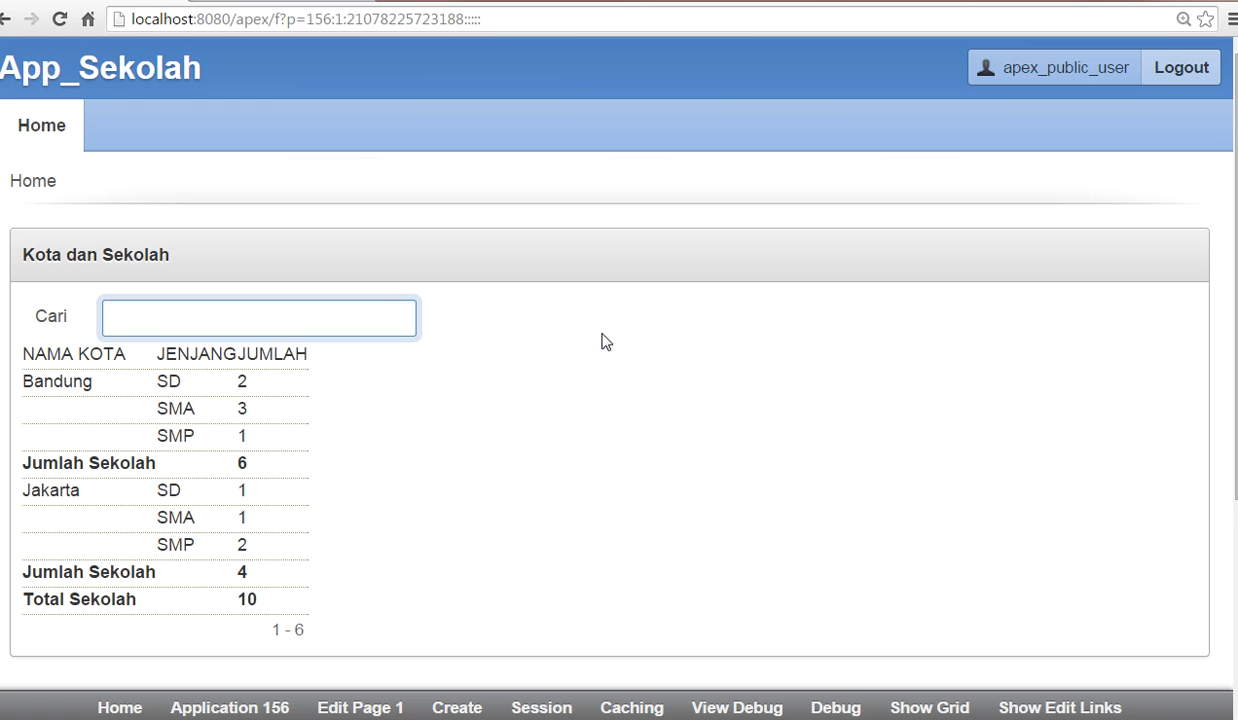 localhost:8080/apex/f?p=156:1:21078225723188:::::
App_Sekolah
apex_public_user Logout
Home
Home
Kota dan Sekolah
Cari
NAMA KOTA JENJANG JUMLAH
Bandung SD 2
SMA 3
SMP 1
Jumlah Sekolah 6
Jakarta SD 1
SMA 1
SMP 2
Jumlah Sekolah 4
Total Sekolah 10
1 - 6
Home Application 156 Edit Page 1 Create Session Caching View Debug Debug Show Grid Show Edit Links